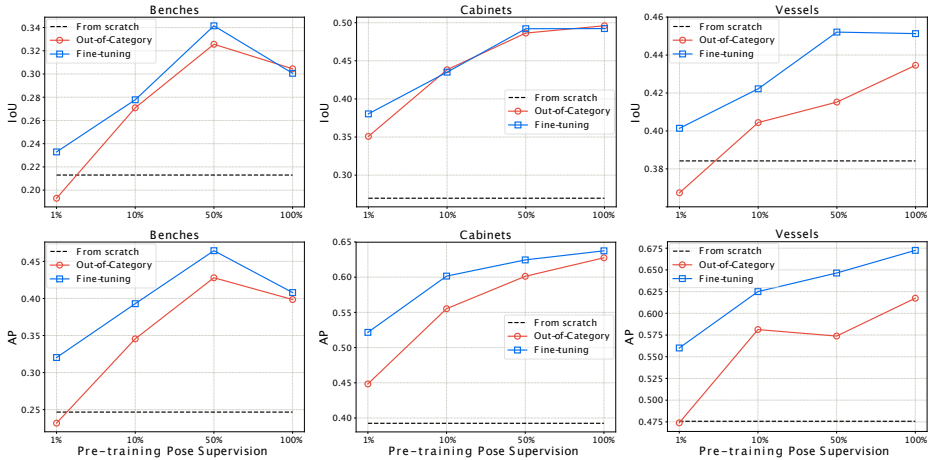 Benches
0.34
0.32
0.30
0.28
0.26
0.24
0.22
0.20
IoU
From scratch
Out-of-Category
Fine-tuning
1%
10%
50%
100%
Cabinets
0.50
0.45
0.40
0.35
0.30
IoU
From scratch
Out-of-Category
Fine-tuning
1%
10%
50%
100%
Vessels
0.46
0.44
0.42
0.40
0.38
IoU
From scratch
Out-of-Category
Fine-tuning
1%
10%
50%
100%
Benches
0.45
0.40
0.35
0.30
0.25
AP
From scratch
Out-of-Category
Fine-tuning
1%
10%
50%
100%
Pre-training Pose Supervision
Cabinets
0.65
0.60
0.55
0.50
0.45
0.40
AP
From scratch
Out-of-Category
Fine-tuning
1%
10%
50%
100%
Pre-training Pose Supervision
Vessels
0.675
0.650
0.625
0.600
0.575
0.550
0.525
0.500
0.475
AP
From scratch
Out-of-Category
Fine-tuning
1%
10%
50%
100%
Pre-training Pose Supervision